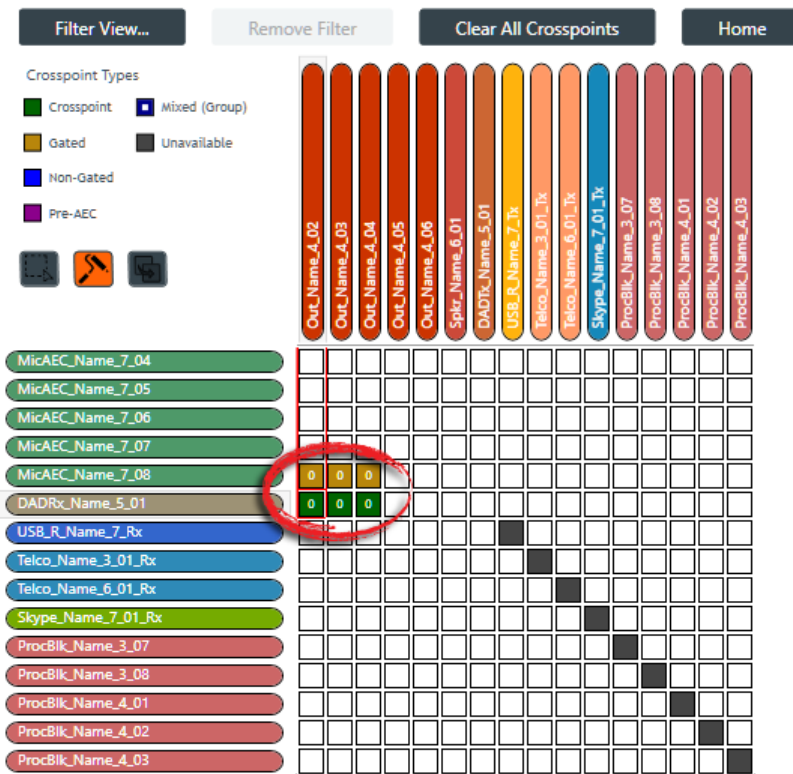 Filter View...
Remove Filter
Clear All Crosspoints
Home
Crosspoint Types
Crosspoint
Mixed (Group)
Gated
Unavailable
Non-Gated
Pre-AEC
Out_Name_4_02
Out_Name_4_03
Out_Name_4_04
Out_Name_4_05
Out_Name_4_06
Spkr_Name_6_01
DADTx_Name_5_01
USB_R_Name_7_Tx
Telco_Name_3_01_Tx
Telco_Name_6_01_Tx
Skype_Name_7_01_Tx
ProcBlk_Name_3_07
ProcBlk_Name_3_08
ProcBlk_Name_4_01
ProcBlk_Name_4_02
ProcBlk_Name_4_03
MicAEC_Name_7_04
MicAEC_Name_7_05
MicAEC_Name_7_06
MicAEC_Name_7_07
MicAEC_Name_7_08 0 0 0
DADRx_Name_5_01 0 0 0
USB_R_Name_7_Rx
Telco_Name_3_01_Rx
Telco_Name_6_01_Rx
Skype_Name_7_01_Rx
ProcBlk_Name_3_07
ProcBlk_Name_3_08
ProcBlk_Name_4_01
ProcBlk_Name_4_02
ProcBlk_Name_4_03